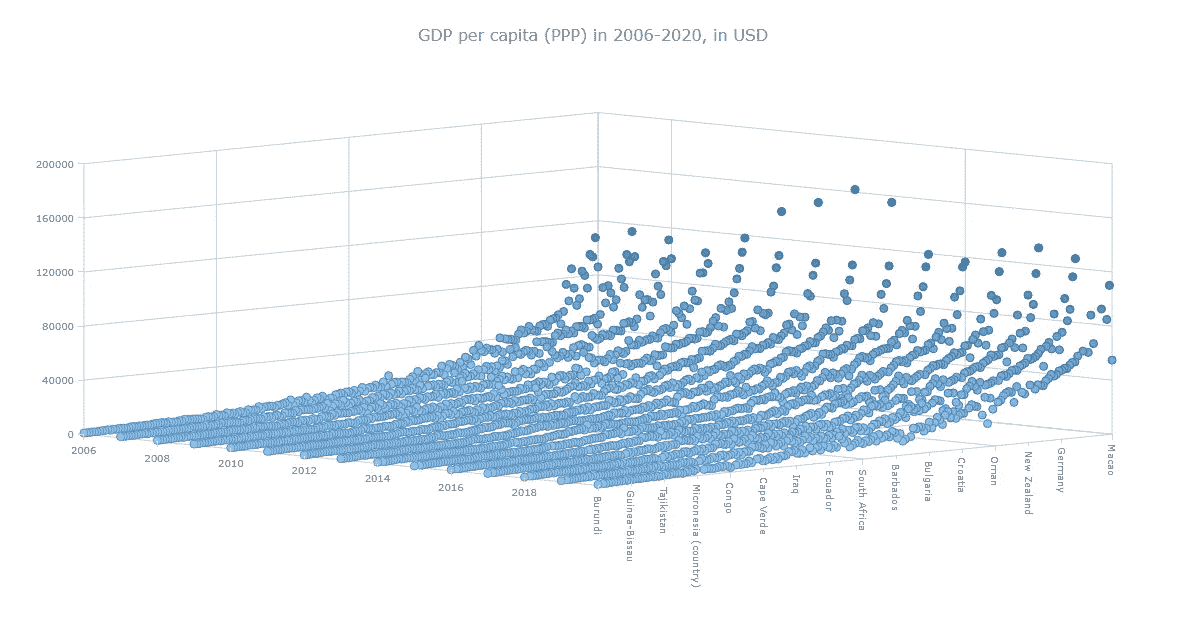 GDP per capita (PPP) in 2006-2020, in USD
200000
160000
120000
80000
40000
0
2006
2008
2010
2012
2014
2016
2018
Burundi
Guinea-Bissau
Tajikistan
Micronesia (country)
Congo
Cape Verde
Iraq
Ecuador
South Africa
Barbados
Bulgaria
Croatia
Oman
New Zealand
Germany
Macao